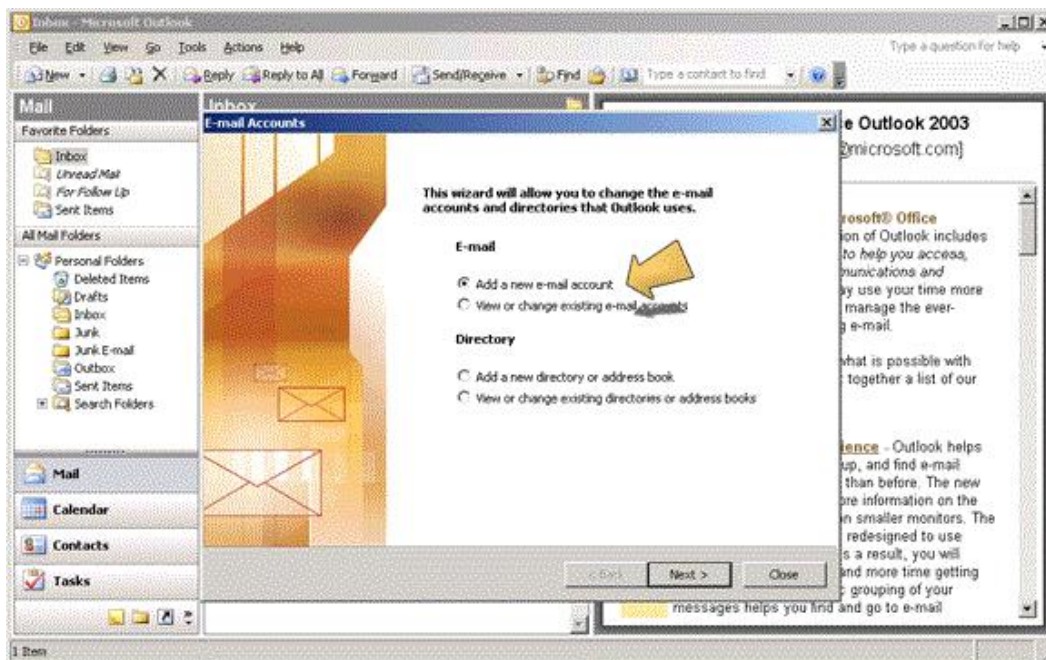 Inbox - Microsoft Outlook
File Edit View Go Tools Actions Help
Type a question for help
New Reply Reply to All Forward Send/Receive Find Type a contact to find
Mail
Inbox
Favorite Folders
Inbox
Unread Mail
For Follow Up
Sent Items
All Mail Folders
Personal Folders
Deleted Items
Drafts
Inbox
Junk
Junk E-mail
Outbox
Sent Items
Search Folders
Mail
Calendar
Contacts
Tasks
1 Item
E-mail Accounts
This wizard will allow you to change the e-mail
accounts and directories that Outlook uses.
E-mail
Add a new e-mail account
View or change existing e-mail accounts
Directory
Add a new directory or address book
View or change existing directories or address books
< Back Next > Close
e Outlook 2003
@microsoft.com]
rosoft® Office
ion of Outlook includes
to help you access,
munications and
ay use your time more
manage the ever-
g e-mail.
what is possible with
together a list of our
ience - Outlook helps
up, and find e-mail
than before. The new
ore information on the
n smaller monitors. The
redesigned to use
s a result, you will
and more time getting
c grouping of your
messages helps you find and go to e-mail